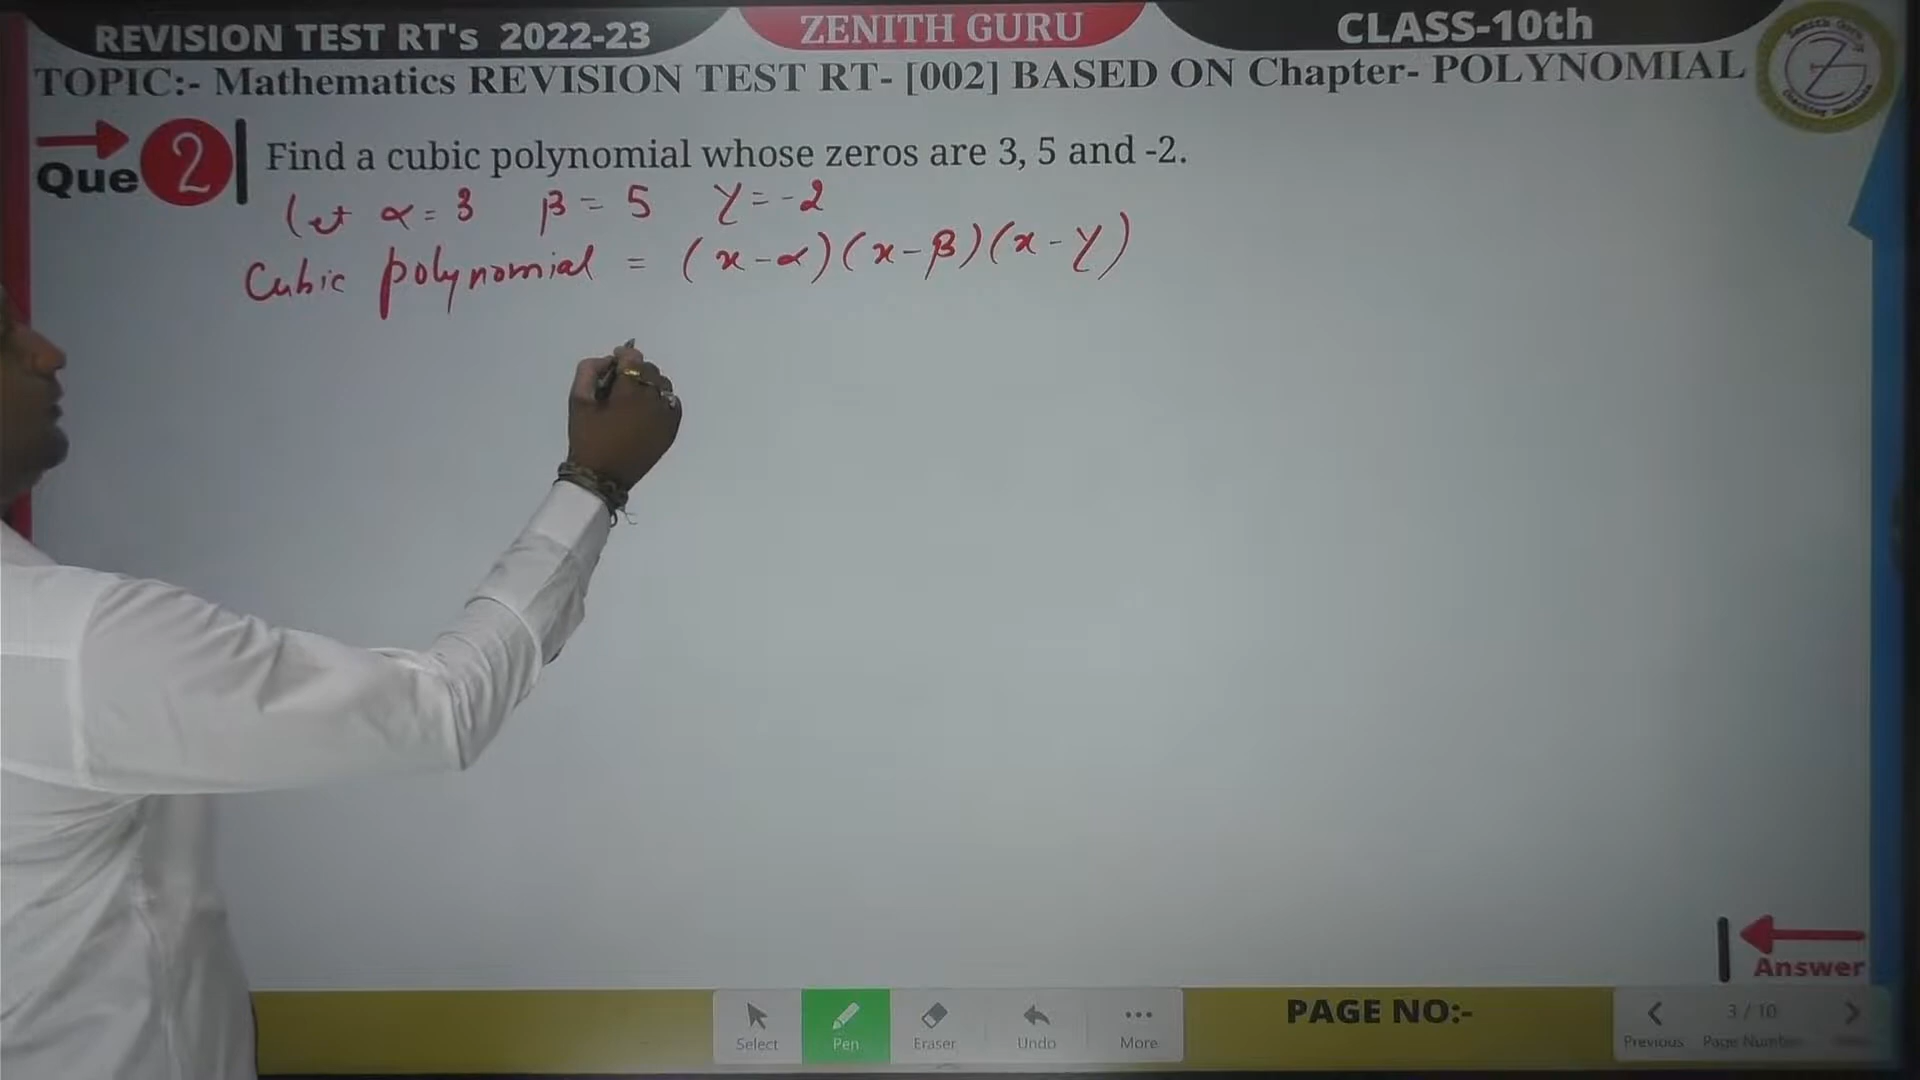 REVISION TEST RT's 2022-23 ZENITH GURU CLASS-10th
TOPIC:- Mathematics REVISION TEST RT- [002] BASED ON Chapter- POLYNOMIAL
Que 2 Find a cubic polynomial whose zeros are 3, 5 and -2.
Let α = 3 β = 5 γ = -2
Cubic polynomial = (x - α)(x - β)(x - γ)
Answer
Select Pen Eraser Undo More
PAGE NO:-
3 / 10
Previous Page Number